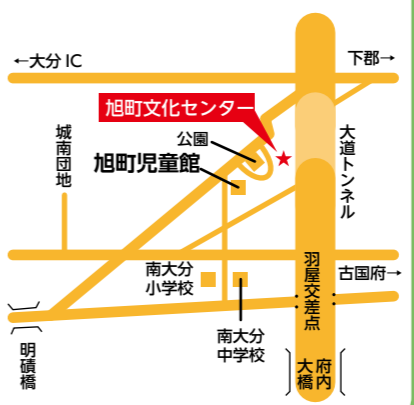 ←大分 IC
下郡→
旭町文化センター
公園
旭町児童館
城南団地
大道トンネル
羽屋交差点
古国府→
南大分
小学校
南大分
中学校
明磧橋
府内
大橋